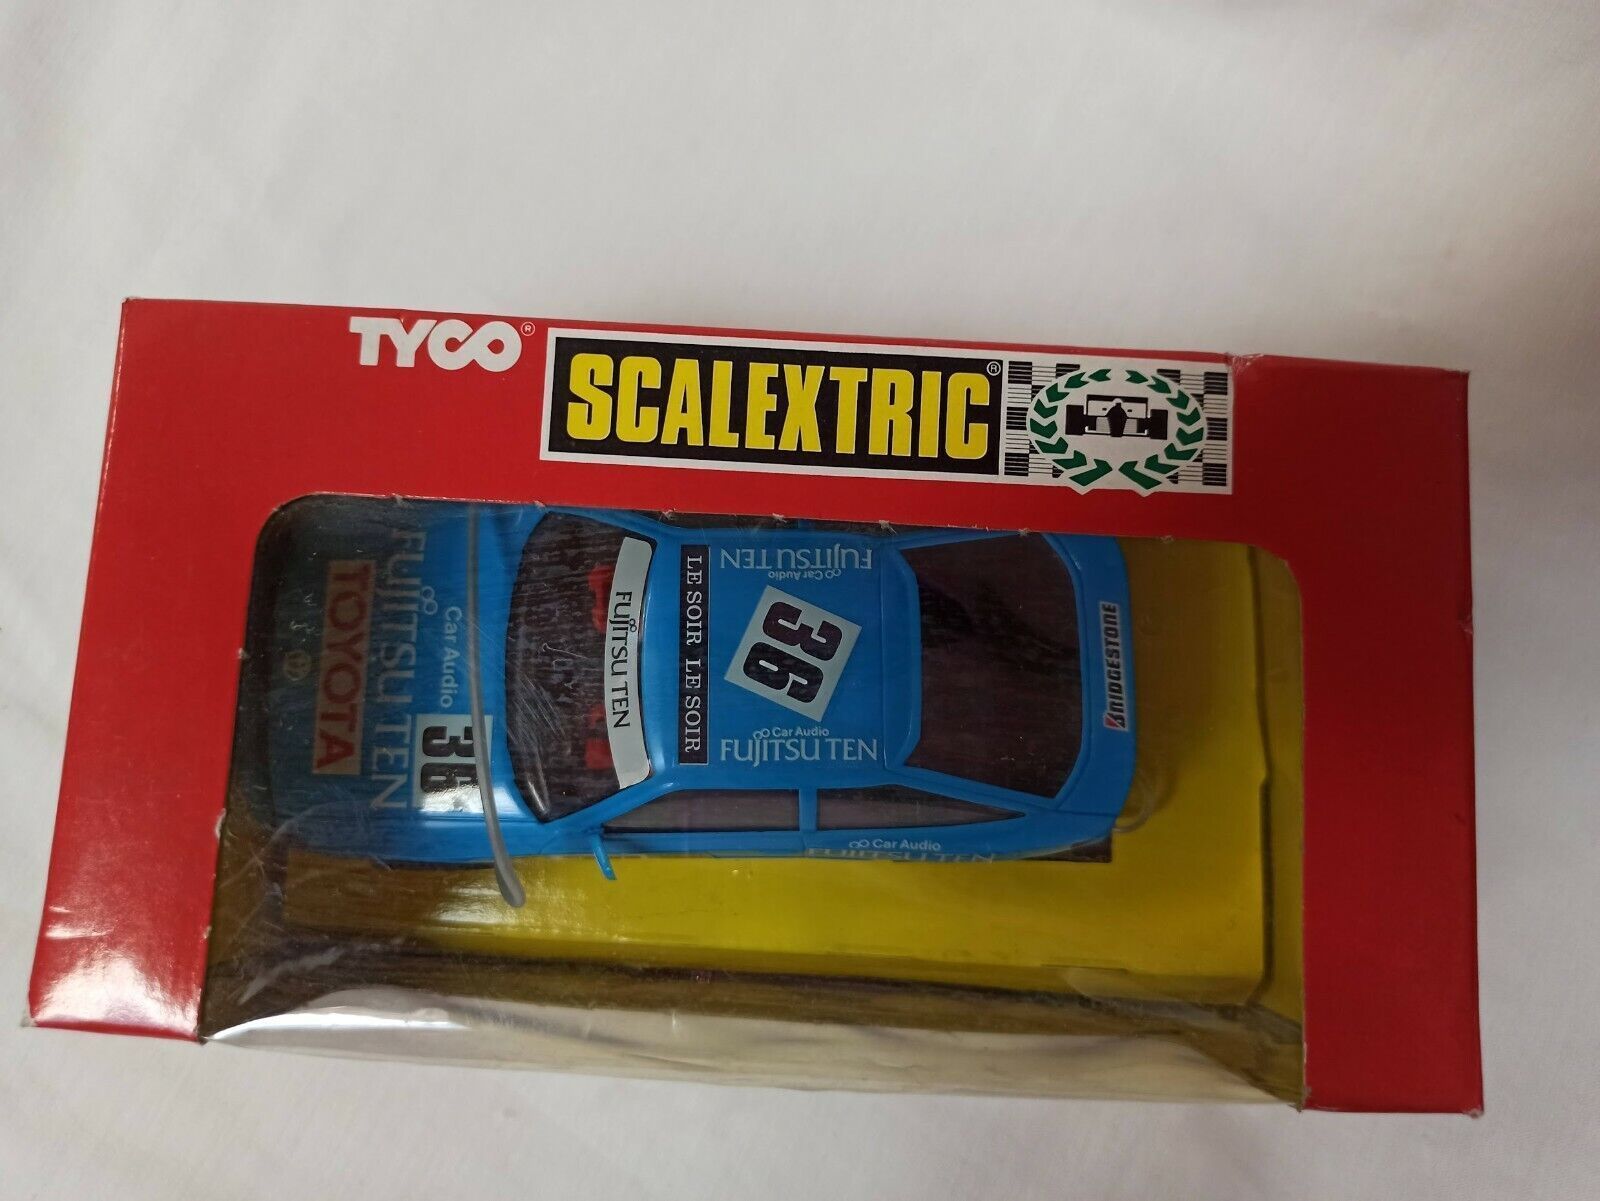 TYCO®
SCALEXTRIC®
FUJITSU TEN
Car Audio
TOYOTA
36
FUJITSU TEN
LE SOIR LE SOIR
FUJITSU TEN
Car Audio
36
Car Audio
FUJITSU TEN
BRIDGESTONE
Car Audio
FUJITSU TEN